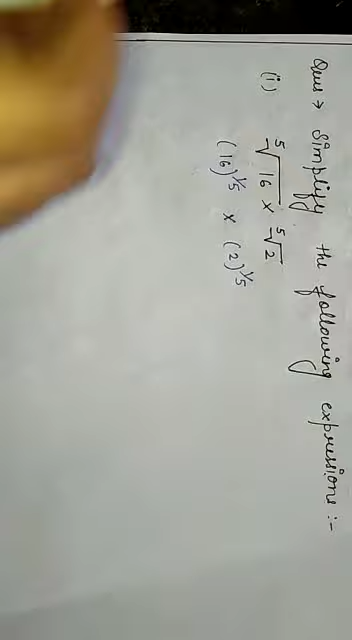 Ques → Simplify the following expressions :-
(i) ⁵√16 × ⁵√2
(16)^1/5 × (2)^1/5